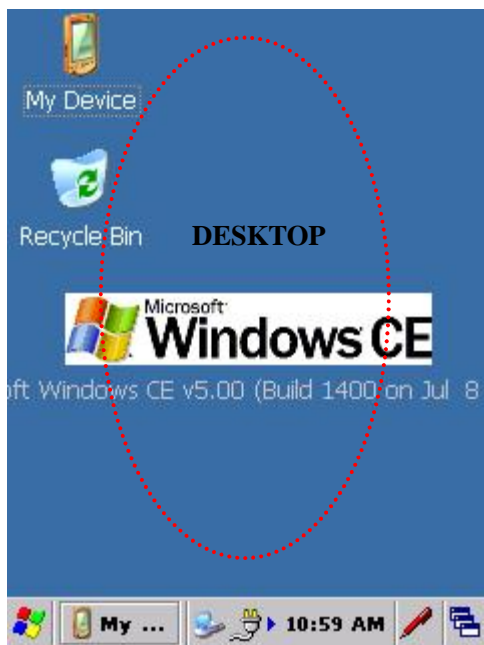 My Device
Recycle Bin
DESKTOP
Microsoft
Windows CE
oft Windows CE v5.00 (Build 1400 on Jul 8
My ...
10:59 AM